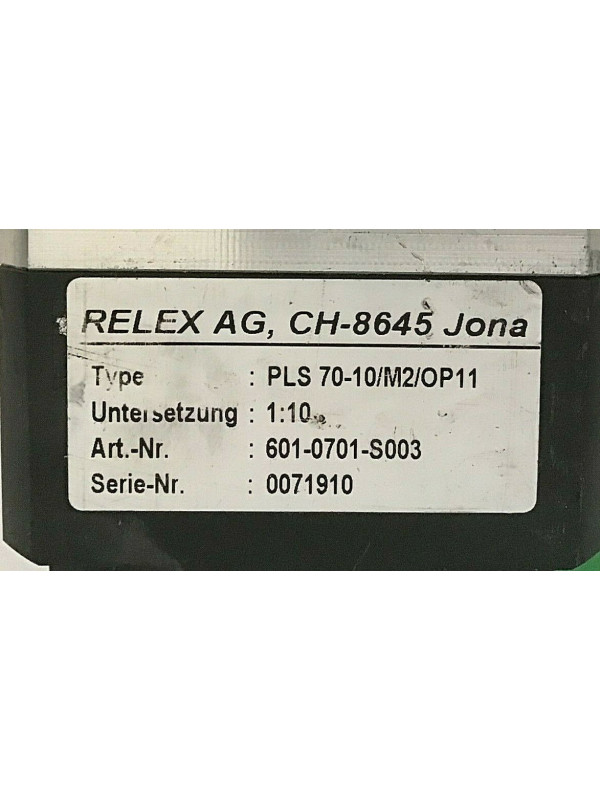 RELEX AG, CH-8645 Jona
Type : PLS 70-10/M2/OP11
Untersetzung : 1:10
Art.-Nr. : 601-0701-S003
Serie-Nr. : 0071910